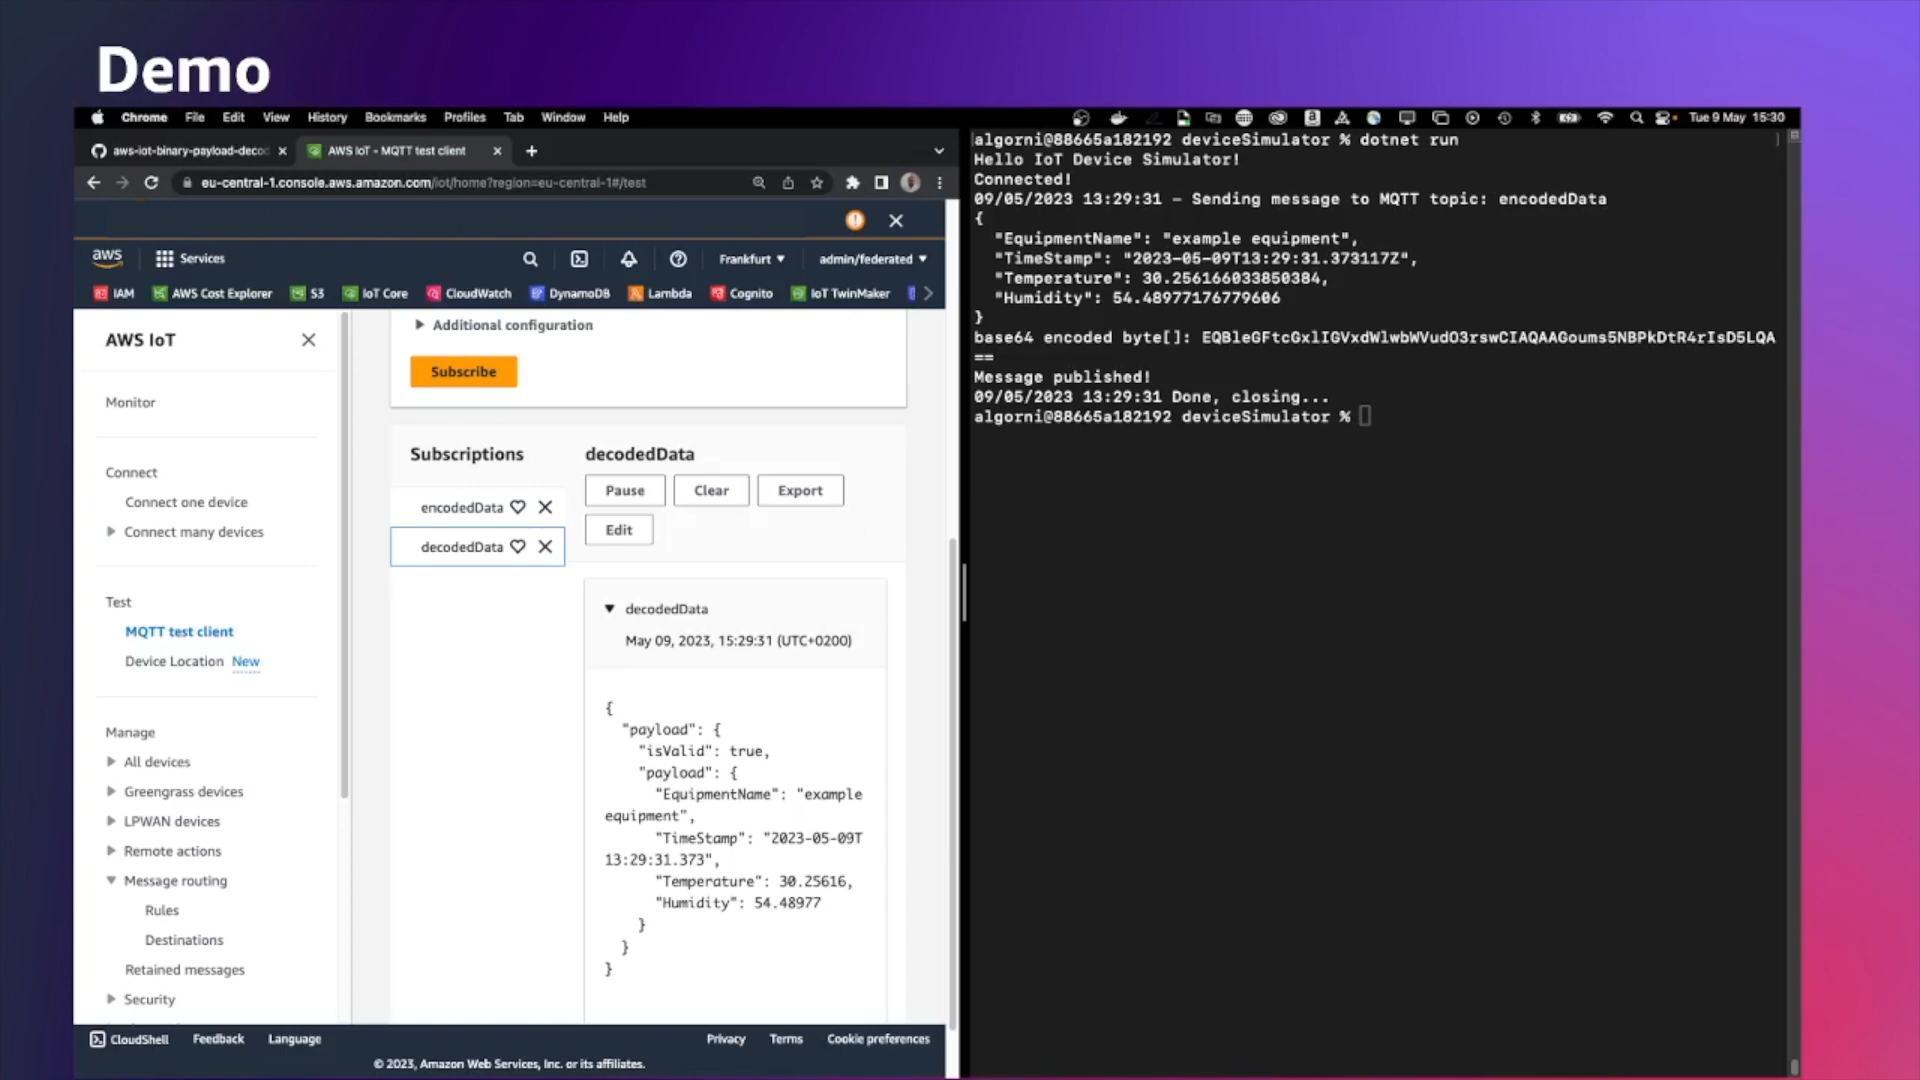 Demo
Chrome File Edit View History Bookmarks Profiles Tab Window Help
Tue 9 May 15:30
aws-iot-binary-payload-deco
AWS IoT - MQTT test client
eu-central-1.console.aws.amazon.com/iot/home?region=eu-central-1#/test
aws
Services
Frankfurt
admin/federated
IAM
AWS Cost Explorer
S3
IoT Core
CloudWatch
DynamoDB
Lambda
Cognito
IoT TwinMaker
AWS IoT
Monitor
Connect
Connect one device
Connect many devices
Test
MQTT test client
Device Location New
Manage
All devices
Greengrass devices
LPWAN devices
Remote actions
Message routing
Rules
Destinations
Retained messages
Security
Additional configuration
Subscribe
Subscriptions
encodedData
decodedData
decodedData
Pause
Clear
Export
Edit
decodedData
May 09, 2023, 15:29:31 (UTC+0200)
{
"payload": {
"isValid": true,
"payload": {
"EquipmentName": "example
equipment",
"TimeStamp": "2023-05-09T
13:29:31.373",
"Temperature": 30.25616,
"Humidity": 54.48977
}
}
}
CloudShell
Feedback
Language
Privacy
Terms
Cookie preferences
© 2023, Amazon Web Services, Inc. or its affiliates.
algorni@88665a182192 deviceSimulator % dotnet run
Hello IoT Device Simulator!
Connected!
09/05/2023 13:29:31 – Sending message to MQTT topic: encodedData
{
"EquipmentName": "example equipment",
"TimeStamp": "2023-05-09T13:29:31.373117Z",
"Temperature": 30.256166033850384,
"Humidity": 54.48977176779606
}
base64 encoded byte[]: EQBleGFtcGxlIGVxdWlwbWVudO3rswCIAQAAGoums5NBPkDtR4rIsD5LQA
==
Message published!
09/05/2023 13:29:31 Done, closing...
algorni@88665a182192 deviceSimulator %